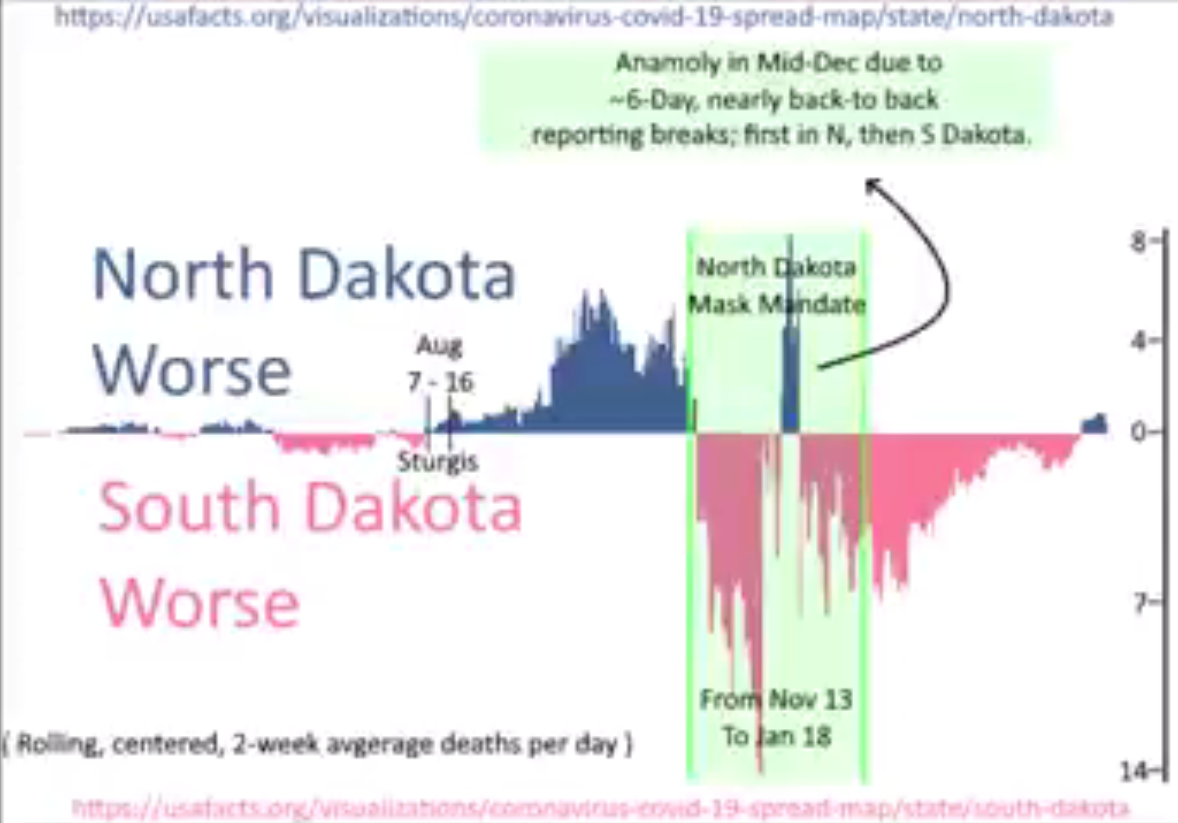 https://usafacts.org/visualizations/coronavirus-covid-19-spread-map/state/north-dakota
Anamoly in Mid-Dec due to
~6-Day, nearly back-to back
reporting breaks; first in N, then S Dakota.
North Dakota
Worse
North Dakota
Mask Mandate
8
4
0
7
14
Aug
7 - 16
Sturgis
South Dakota
Worse
From Nov 13
To Jan 18
( Rolling, centered, 2-week avgerage deaths per day )
https://usafacts.org/visualizations/coronavirus-covid-19-spread-map/state/south-dakota